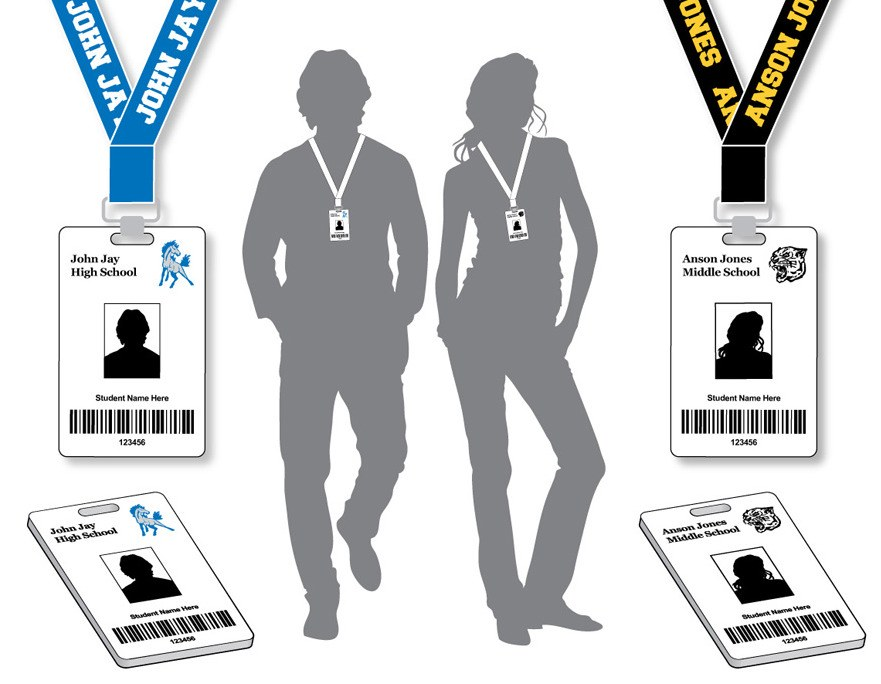 JOHN JAY
JOHN JAY
John Jay
High School
Student Name Here
123456
John Jay
High School
Student Name Here
123456
JONES
ANSON JO
Anson Jones
Middle School
Student Name Here
123456
Anson Jones
Middle School
Student Name Here
123456